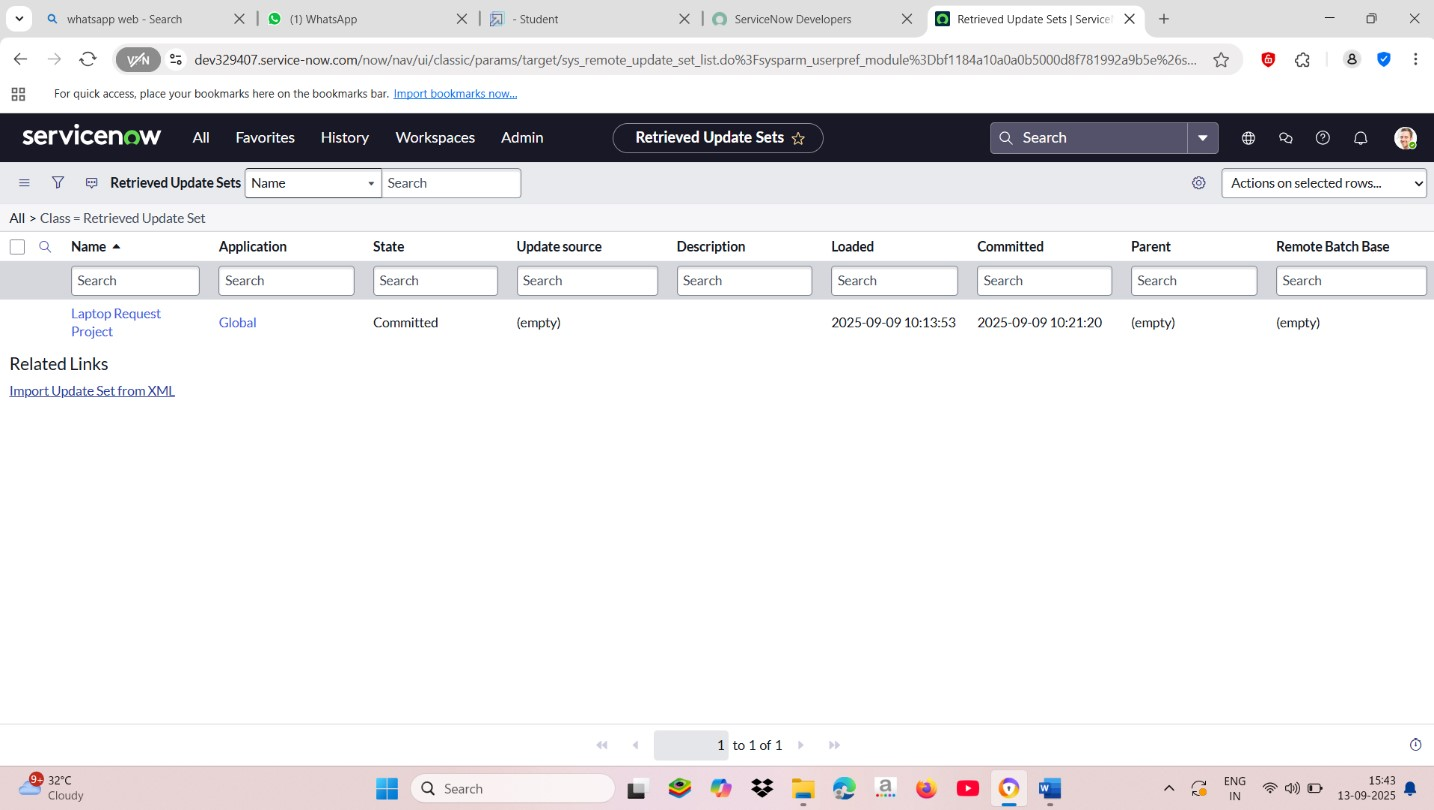 whatsapp web - Search
(1) WhatsApp
- Student
ServiceNow Developers
Retrieved Update Sets | Service
VPN
dev329407.service-now.com/now/nav/ui/classic/params/target/sys_remote_update_set_list.do%3Fsysparm_userpref_module%3Dbf1184a10a0a0b5000d8f781992a9b5e%26s...
For quick access, place your bookmarks here on the bookmarks bar. Import bookmarks now...
servicenow All Favorites History Workspaces Admin Retrieved Update Sets Search
Retrieved Update Sets Name Search Actions on selected rows...
All > Class = Retrieved Update Set
Name Application State Update source Description Loaded Committed Parent Remote Batch Base
Search Search Search Search Search Search Search Search Search
Laptop Request Project Global Committed (empty) 2025-09-09 10:13:53 2025-09-09 10:21:20 (empty) (empty)
Related Links
Import Update Set from XML
1 to 1 of 1
9+ 32°C
Cloudy
Search
a
W
ENG
IN
15:43
13-09-2025